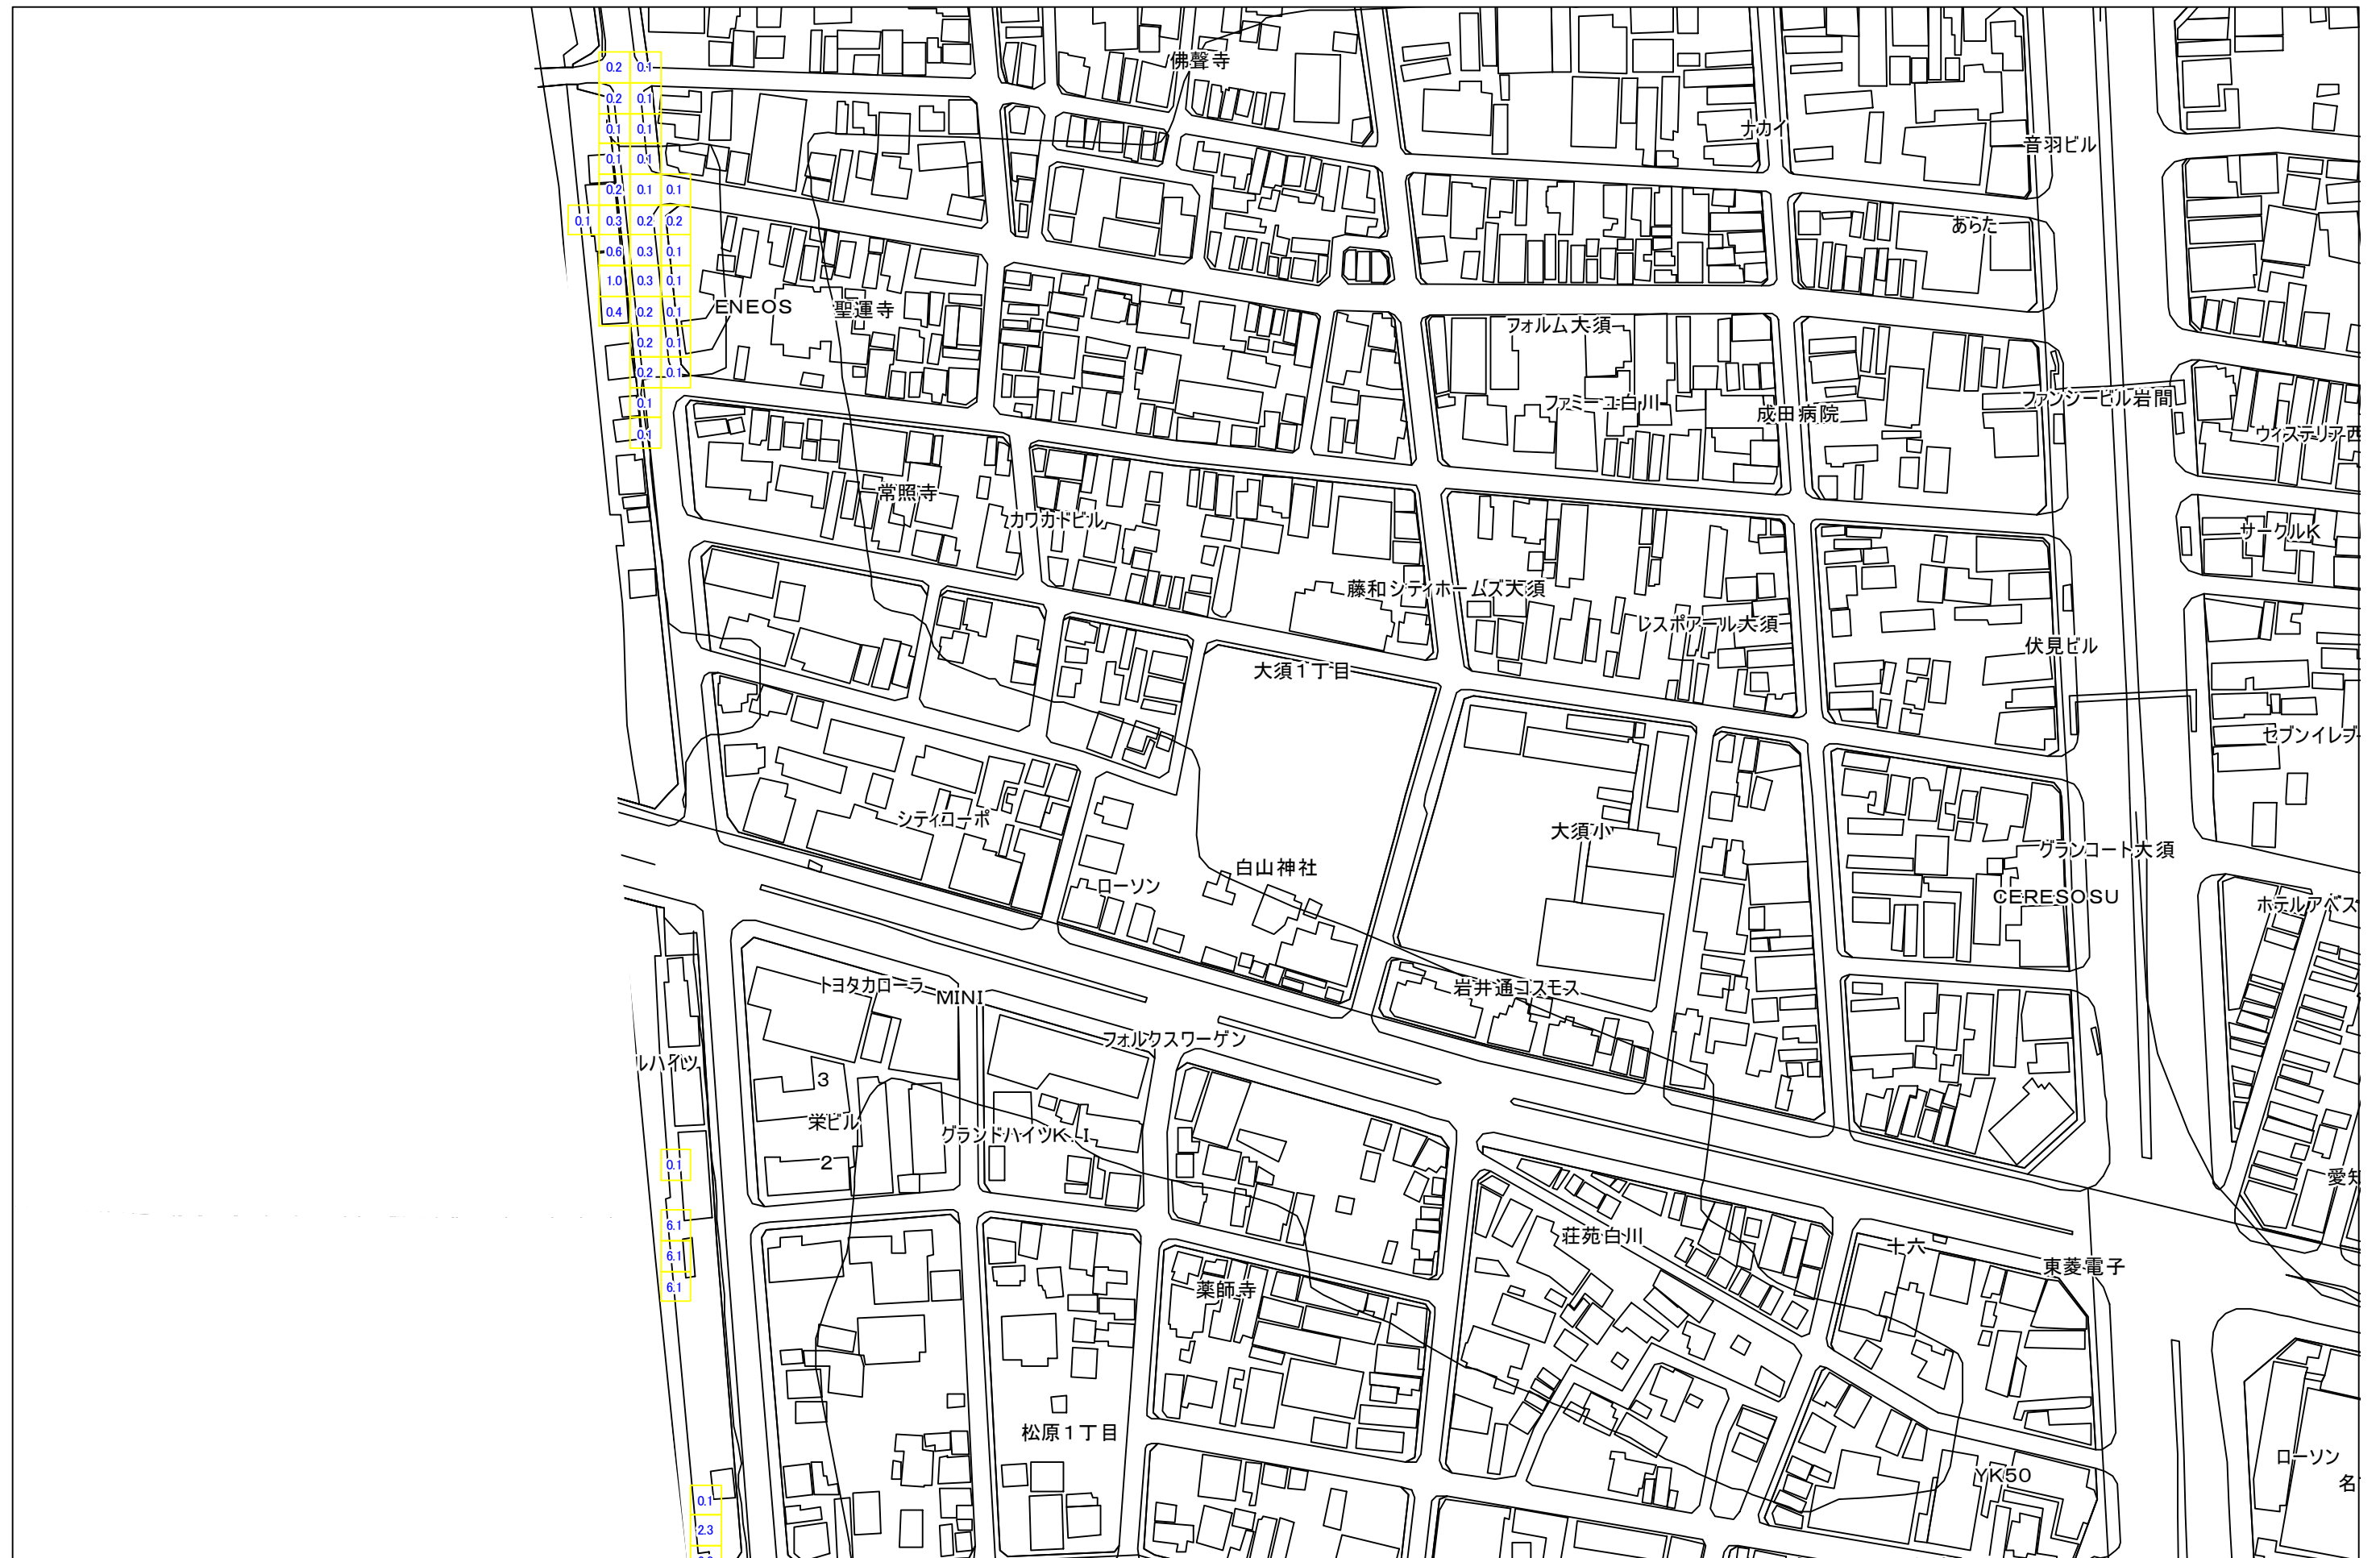 佛聲寺
0.2 0.1
0.2 0.1
ナカイ
0.1 0.1
音羽ビル
0.1 0.1
0.2 0.1 0.1
0.1 0.3 0.2 0.2
あらた
0.6 0.3 0.1
1.0 0.3 0.1
ENEOS
聖運寺
0.4 0.2 0.1
フォルム大須
0.2 0.1
0.2 0.1
ファンシービル岩間
0.1
ファミーユ白川
成田病院
0.1
ウィステリア西
常照寺
カワカドビル
サークルK
藤和シティホームズ大須
レスポアール大須
伏見ビル
大須1丁目
セブンイレブ
シティコーポ
大須小
グランコート大須
白山神社
ローソン
CERESOSU
ホテルアベス
トヨタカローラ
MINI
岩井通コスモス
フォルクスワーゲン
ルハイツ
3
栄ビル
グランドハイツK-I
2
0.1
愛知
6.1
荘苑白川
十六
6.1
東菱電子
6.1
薬師寺
松原1丁目
ローソン
YK50
名
0.1
2.3